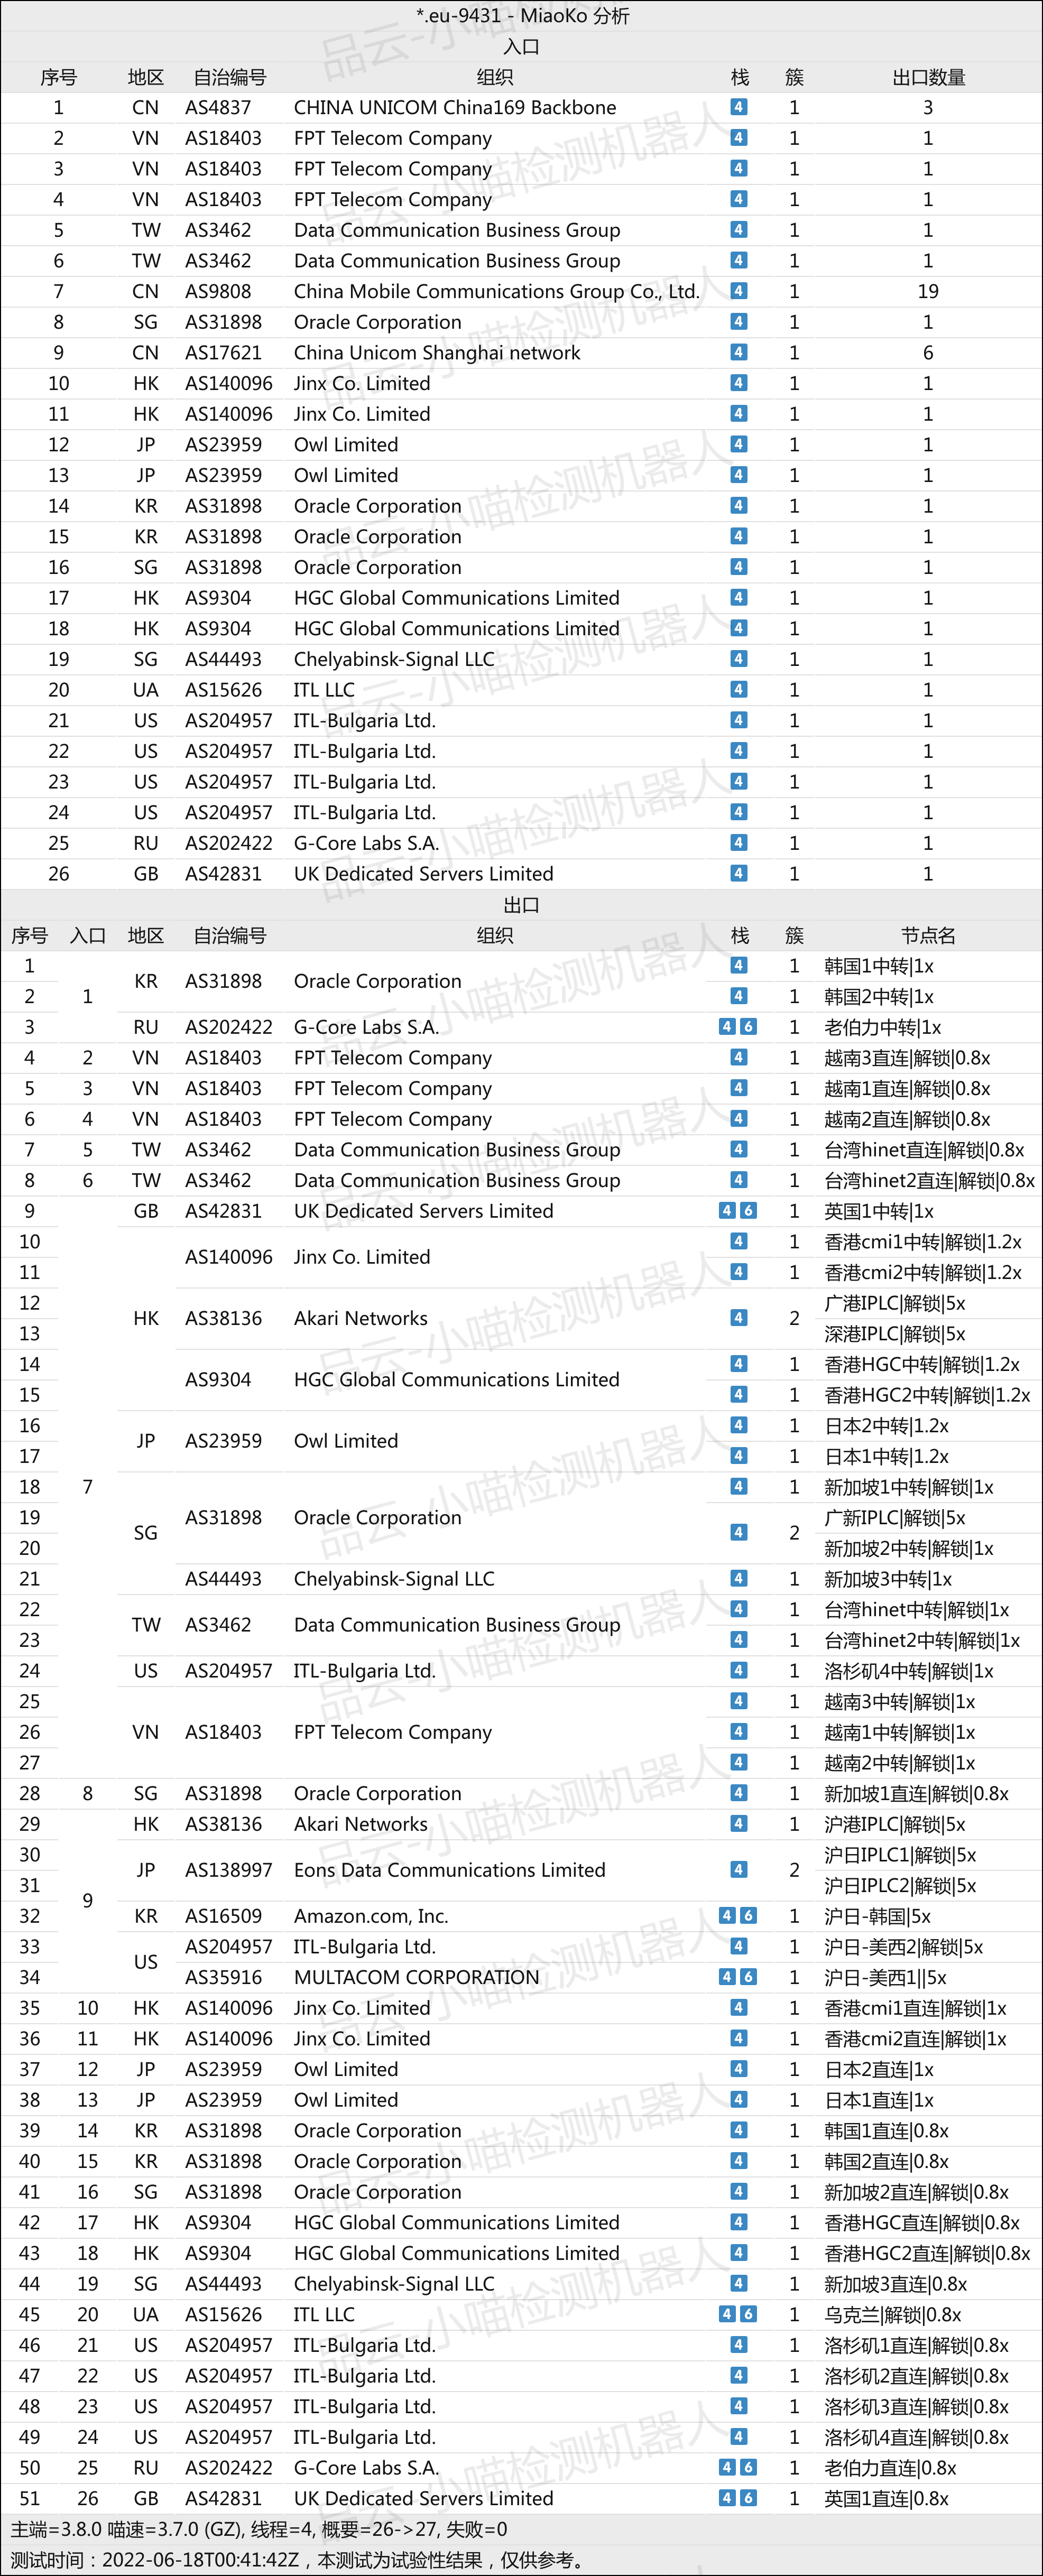 *.eu-9431 - MiaoKo 分析
入口
序号 地区 自治编号 组织 栈 簇 出口数量
1 CN AS4837 CHINA UNICOM China169 Backbone 4 1 3
2 VN AS18403 FPT Telecom Company 4 1 1
3 VN AS18403 FPT Telecom Company 4 1 1
4 VN AS18403 FPT Telecom Company 4 1 1
5 TW AS3462 Data Communication Business Group 4 1 1
6 TW AS3462 Data Communication Business Group 4 1 1
7 CN AS9808 China Mobile Communications Group Co., Ltd. 4 1 19
8 SG AS31898 Oracle Corporation 4 1 1
9 CN AS17621 China Unicom Shanghai network 4 1 6
10 HK AS140096 Jinx Co. Limited 4 1 1
11 HK AS140096 Jinx Co. Limited 4 1 1
12 JP AS23959 Owl Limited 4 1 1
13 JP AS23959 Owl Limited 4 1 1
14 KR AS31898 Oracle Corporation 4 1 1
15 KR AS31898 Oracle Corporation 4 1 1
16 SG AS31898 Oracle Corporation 4 1 1
17 HK AS9304 HGC Global Communications Limited 4 1 1
18 HK AS9304 HGC Global Communications Limited 4 1 1
19 SG AS44493 Chelyabinsk-Signal LLC 4 1 1
20 UA AS15626 ITL LLC 4 1 1
21 US AS204957 ITL-Bulgaria Ltd. 4 1 1
22 US AS204957 ITL-Bulgaria Ltd. 4 1 1
23 US AS204957 ITL-Bulgaria Ltd. 4 1 1
24 US AS204957 ITL-Bulgaria Ltd. 4 1 1
25 RU AS202422 G-Core Labs S.A. 4 1 1
26 GB AS42831 UK Dedicated Servers Limited 4 1 1
出口
序号 入口 地区 自治编号 组织 栈 簇 节点名
1 1 KR AS31898 Oracle Corporation 4 1 韩国1中转|1x
2 4 1 韩国2中转|1x
3 RU AS202422 G-Core Labs S.A. 4 6 1 老伯力中转|1x
4 2 VN AS18403 FPT Telecom Company 4 1 越南3直连|解锁|0.8x
5 3 VN AS18403 FPT Telecom Company 4 1 越南1直连|解锁|0.8x
6 4 VN AS18403 FPT Telecom Company 4 1 越南2直连|解锁|0.8x
7 5 TW AS3462 Data Communication Business Group 4 1 台湾hinet直连|解锁|0.8x
8 6 TW AS3462 Data Communication Business Group 4 1 台湾hinet2直连|解锁|0.8x
9 7 GB AS42831 UK Dedicated Servers Limited 4 6 1 英国1中转|1x
10 HK AS140096 Jinx Co. Limited 4 1 香港cmi1中转|解锁|1.2x
11 4 1 香港cmi2中转|解锁|1.2x
12 AS38136 Akari Networks 4 2 广港IPLC|解锁|5x
13 深港IPLC|解锁|5x
14 AS9304 HGC Global Communications Limited 4 1 香港HGC中转|解锁|1.2x
15 4 1 香港HGC2中转|解锁|1.2x
16 JP AS23959 Owl Limited 4 1 日本2中转|1.2x
17 4 1 日本1中转|1.2x
18 SG AS31898 Oracle Corporation 4 1 新加坡1中转|解锁|1x
19 4 2 广新IPLC|解锁|5x
20 新加坡2中转|解锁|1x
21 AS44493 Chelyabinsk-Signal LLC 4 1 新加坡3中转|1x
22 TW AS3462 Data Communication Business Group 4 1 台湾hinet中转|解锁|1x
23 4 1 台湾hinet2中转|解锁|1x
24 US AS204957 ITL-Bulgaria Ltd. 4 1 洛杉矶4中转|解锁|1x
25 VN AS18403 FPT Telecom Company 4 1 越南3中转|解锁|1x
26 4 1 越南1中转|解锁|1x
27 4 1 越南2中转|解锁|1x
28 8 SG AS31898 Oracle Corporation 4 1 新加坡1直连|解锁|0.8x
29 9 HK AS38136 Akari Networks 4 1 沪港IPLC|解锁|5x
30 JP AS138997 Eons Data Communications Limited 4 2 沪日IPLC1|解锁|5x
31 沪日IPLC2|解锁|5x
32 KR AS16509 Amazon.com, Inc. 4 6 1 沪日-韩国|5x
33 US AS204957 ITL-Bulgaria Ltd. 4 1 沪日-美西2|解锁|5x
34 AS35916 MULTACOM CORPORATION 4 6 1 沪日-美西1||5x
35 10 HK AS140096 Jinx Co. Limited 4 1 香港cmi1直连|解锁|1x
36 11 HK AS140096 Jinx Co. Limited 4 1 香港cmi2直连|解锁|1x
37 12 JP AS23959 Owl Limited 4 1 日本2直连|1x
38 13 JP AS23959 Owl Limited 4 1 日本1直连|1x
39 14 KR AS31898 Oracle Corporation 4 1 韩国1直连|0.8x
40 15 KR AS31898 Oracle Corporation 4 1 韩国2直连|0.8x
41 16 SG AS31898 Oracle Corporation 4 1 新加坡2直连|解锁|0.8x
42 17 HK AS9304 HGC Global Communications Limited 4 1 香港HGC直连|解锁|0.8x
43 18 HK AS9304 HGC Global Communications Limited 4 1 香港HGC2直连|解锁|0.8x
44 19 SG AS44493 Chelyabinsk-Signal LLC 4 1 新加坡3直连|0.8x
45 20 UA AS15626 ITL LLC 4 6 1 乌克兰|解锁|0.8x
46 21 US AS204957 ITL-Bulgaria Ltd. 4 1 洛杉矶1直连|解锁|0.8x
47 22 US AS204957 ITL-Bulgaria Ltd. 4 1 洛杉矶2直连|解锁|0.8x
48 23 US AS204957 ITL-Bulgaria Ltd. 4 1 洛杉矶3直连|解锁|0.8x
49 24 US AS204957 ITL-Bulgaria Ltd. 4 1 洛杉矶4直连|解锁|0.8x
50 25 RU AS202422 G-Core Labs S.A. 4 6 1 老伯力直连|0.8x
51 26 GB AS42831 UK Dedicated Servers Limited 4 6 1 英国1直连|0.8x
主端=3.8.0 喵速=3.7.0 (GZ), 线程=4, 概要=26->27, 失败=0
测试时间：2022-06-18T00:41:42Z，本测试为试验性结果，仅供参考。
品云-小喵检测机器人